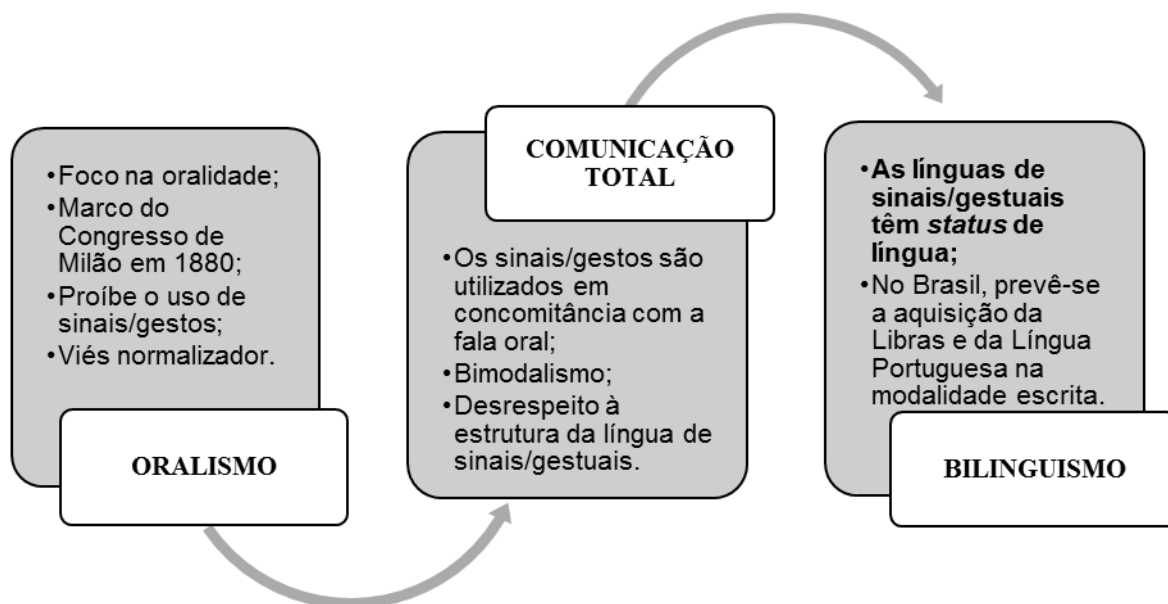 •Foco na oralidade;
•Marco do
Congresso de
Milão em 1880;
•Proíbe o uso de
sinais/gestos;
•Viés normalizador.
ORALISMO
COMUNICAÇÃO
TOTAL
•Os sinais/gestos são
utilizados em
concomitância com a
fala oral;
•Bimodalismo;
•Desrespeito à
estrutura da língua de
sinais/gestuais.
•As línguas de
sinais/gestuais
têm status de
língua;
•No Brasil, prevê-se
a aquisição da
Libras e da Língua
Portuguesa na
modalidade escrita.
BILINGUISMO